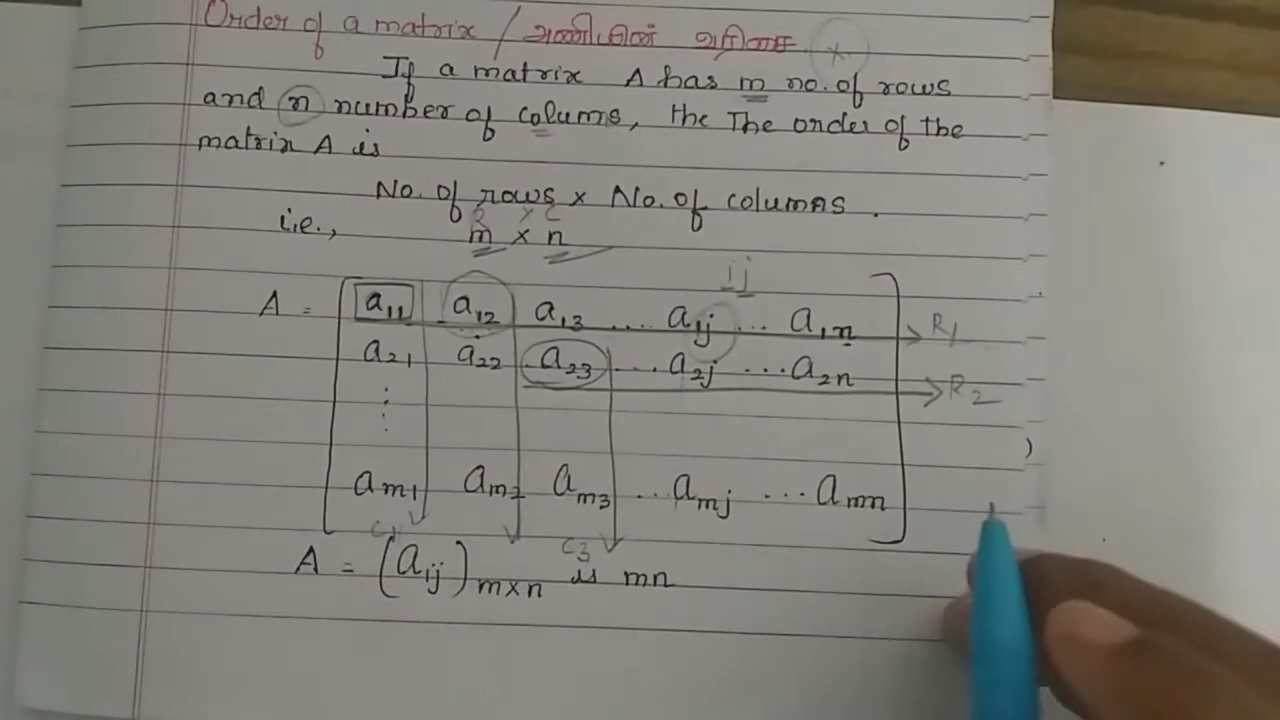 Order of a matrix / அணியின் வரிசை
If a matrix A has m no. of rows
and n number of colums, the The order of the
matrix A is
No. of rows × No. of columns.
R × C
i.e., m × n
ij
A = [ a11 a12 a13 .... a1j ... a1n ] → R1
a21 a22 a23 ... a2j ... a2n → R2
⋮
am1 am2 am3 ... amj ... amn
C1 C3
A = (aij)m×n is mn